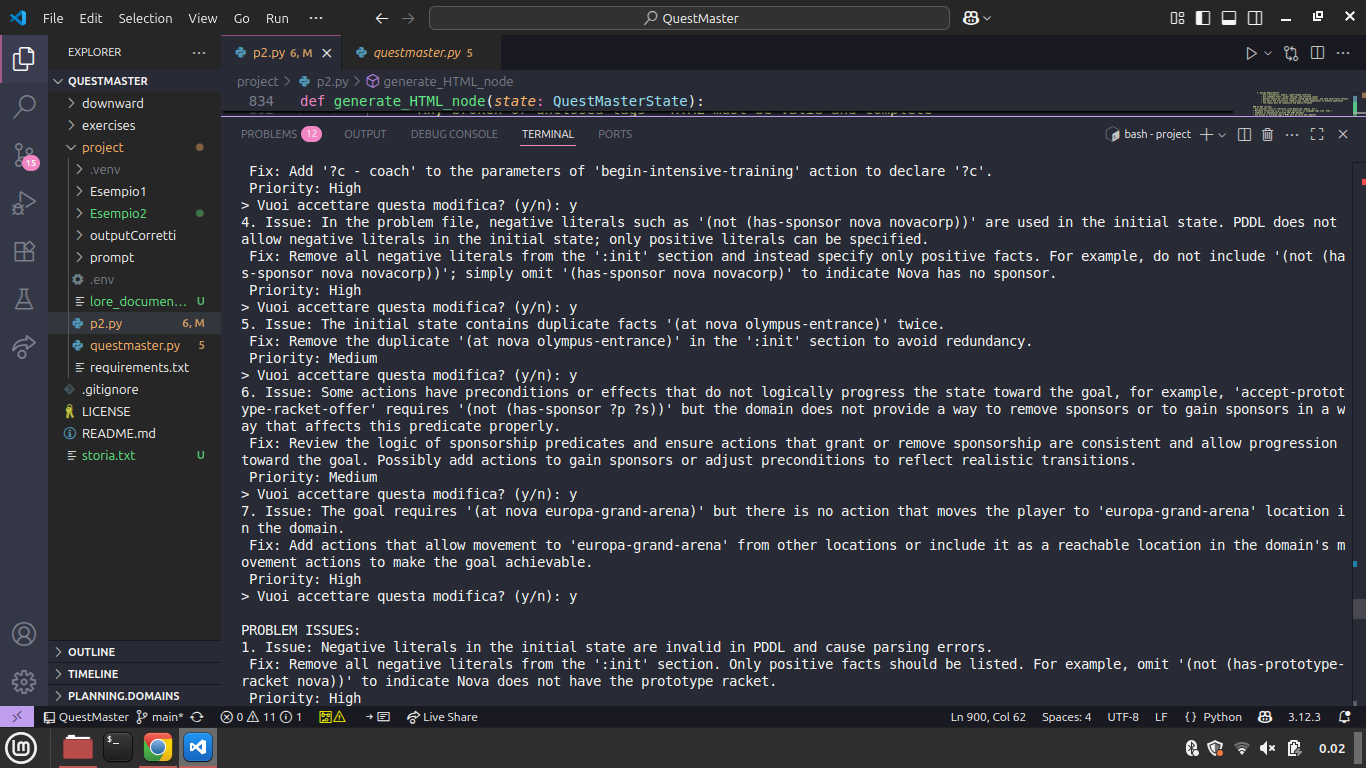 File Edit Selection View Go Run ··· QuestMaster
EXPLORER ···
QUESTMASTER
downward
exercises
project
.venv
Esempio1
Esempio2
outputCorretti
prompt
.env
lore_documen... U
p2.py 6, M
questmaster.py 5
requirements.txt
.gitignore
LICENSE
README.md
storia.txt U
OUTLINE
TIMELINE
PLANNING.DOMAINS
15
p2.py 6, M questmaster.py 5
project > p2.py > generate_HTML_node
834 def generate_HTML_node(state: QuestMasterState):
PROBLEMS 12 OUTPUT DEBUG CONSOLE TERMINAL PORTS bash - project
Fix: Add '?c - coach' to the parameters of 'begin-intensive-training' action to declare '?c'.
Priority: High
> Vuoi accettare questa modifica? (y/n): y
4. Issue: In the problem file, negative literals such as '(not (has-sponsor nova novacorp))' are used in the initial state. PDDL does not
allow negative literals in the initial state; only positive literals can be specified.
Fix: Remove all negative literals from the ':init' section and instead specify only positive facts. For example, do not include '(not (ha
s-sponsor nova novacorp))'; simply omit '(has-sponsor nova novacorp)' to indicate Nova has no sponsor.
Priority: High
> Vuoi accettare questa modifica? (y/n): y
5. Issue: The initial state contains duplicate facts '(at nova olympus-entrance)' twice.
Fix: Remove the duplicate '(at nova olympus-entrance)' in the ':init' section to avoid redundancy.
Priority: Medium
> Vuoi accettare questa modifica? (y/n): y
6. Issue: Some actions have preconditions or effects that do not logically progress the state toward the goal, for example, 'accept-protot
ype-racket-offer' requires '(not (has-sponsor ?p ?s))' but the domain does not provide a way to remove sponsors or to gain sponsors in a w
ay that affects this predicate properly.
Fix: Review the logic of sponsorship predicates and ensure actions that grant or remove sponsorship are consistent and allow progression
toward the goal. Possibly add actions to gain sponsors or adjust preconditions to reflect realistic transitions.
Priority: Medium
> Vuoi accettare questa modifica? (y/n): y
7. Issue: The goal requires '(at nova europa-grand-arena)' but there is no action that moves the player to 'europa-grand-arena' location i
n the domain.
Fix: Add actions that allow movement to 'europa-grand-arena' from other locations or include it as a reachable location in the domain's m
ovement actions to make the goal achievable.
Priority: High
> Vuoi accettare questa modifica? (y/n): y
PROBLEM ISSUES:
1. Issue: Negative literals in the initial state are invalid in PDDL and cause parsing errors.
Fix: Remove all negative literals from the ':init' section. Only positive facts should be listed. For example, omit '(not (has-prototype-
racket nova))' to indicate Nova does not have the prototype racket.
Priority: High
QuestMaster main* 0 11 1 Live Share Ln 900, Col 62 Spaces: 4 UTF-8 LF {} Python 3.12.3
0.02